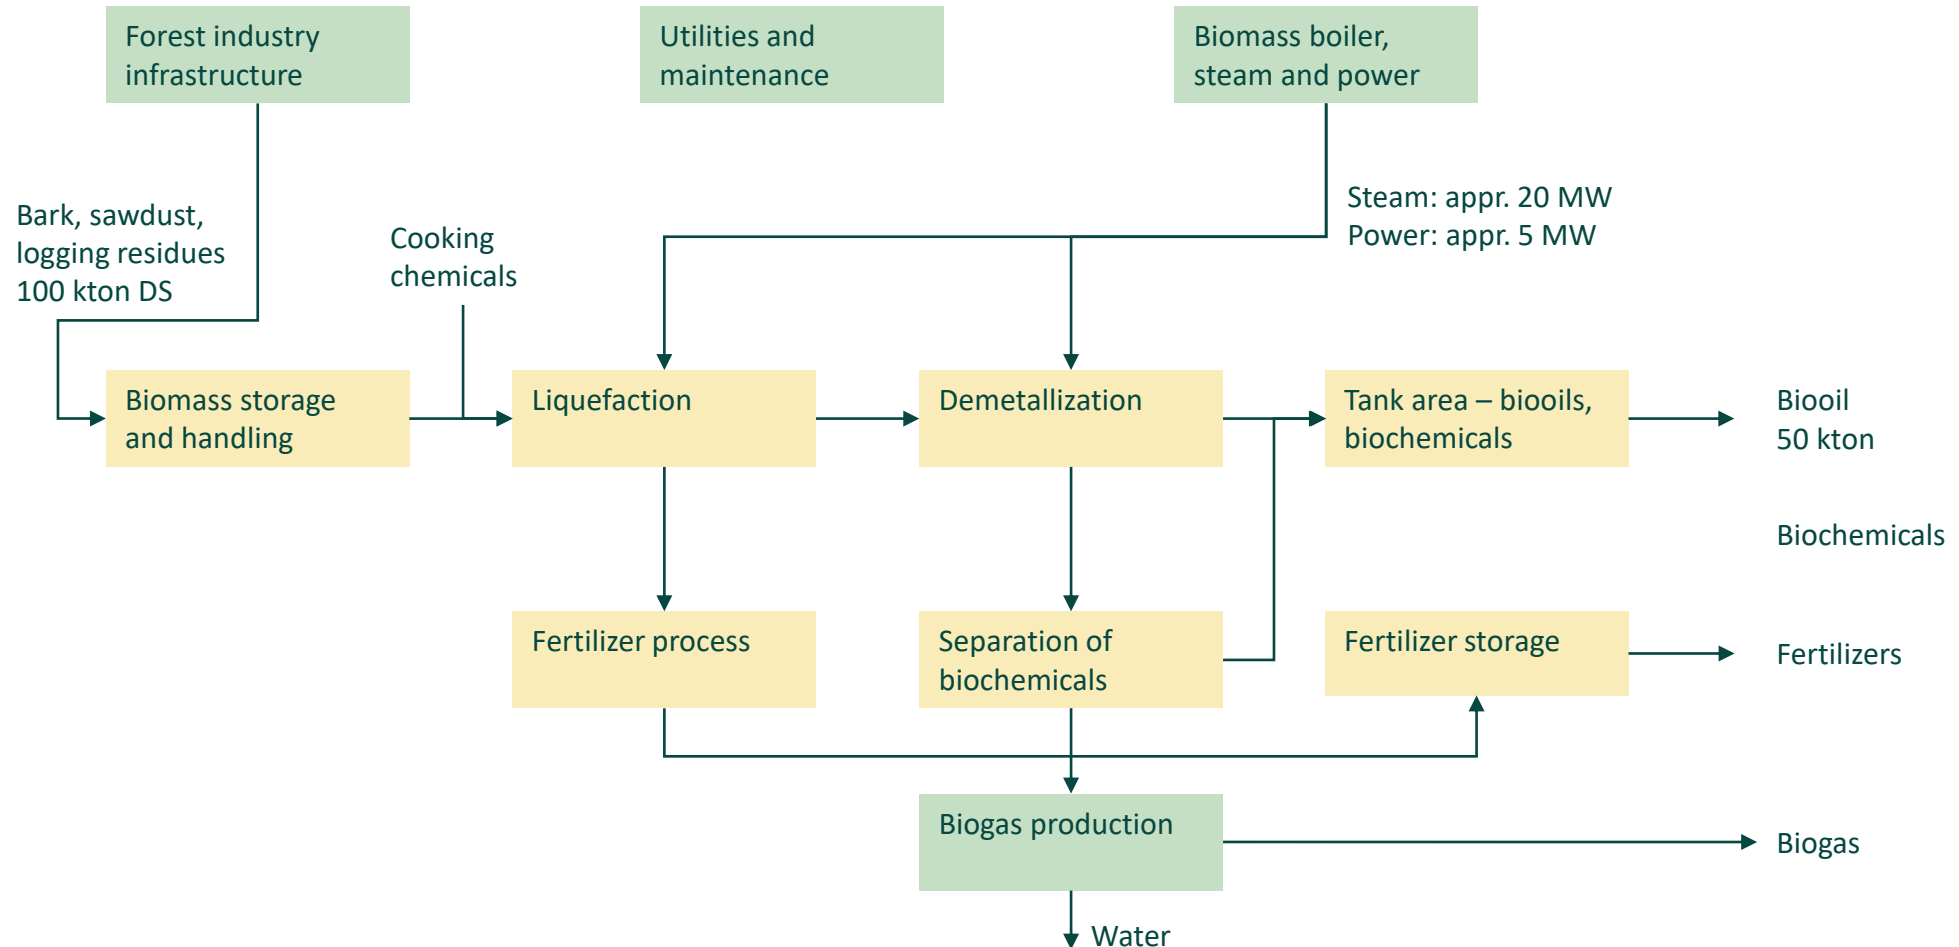 Forest industry
infrastructure
Utilities and
maintenance
Biomass boiler,
steam and power
Bark, sawdust,
logging residues
100 kton DS
Cooking
chemicals
Steam: appr. 20 MW
Power: appr. 5 MW
Biomass storage
and handling
Liquefaction
Demetallization
Tank area – biooils,
biochemicals
Biooil
50 kton
Biochemicals
Fertilizer process
Separation of
biochemicals
Fertilizer storage
Fertilizers
Biogas production
Biogas
Water